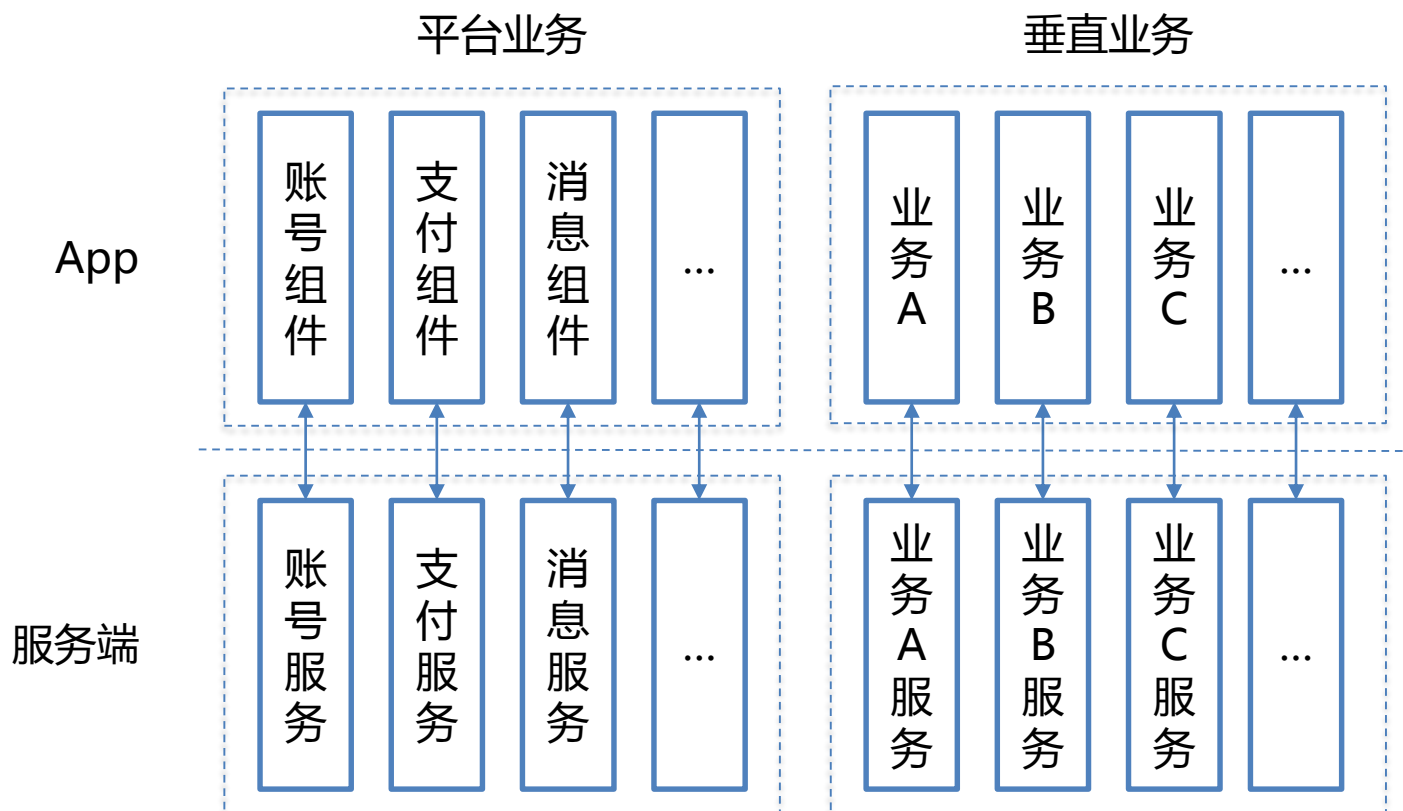 平台业务
垂直业务
App
账号组件
支付组件
消息组件
...
业务A
业务B
业务C
...
服务端
账号服务
支付服务
消息服务
...
业务A服务
业务B服务
业务C服务
...